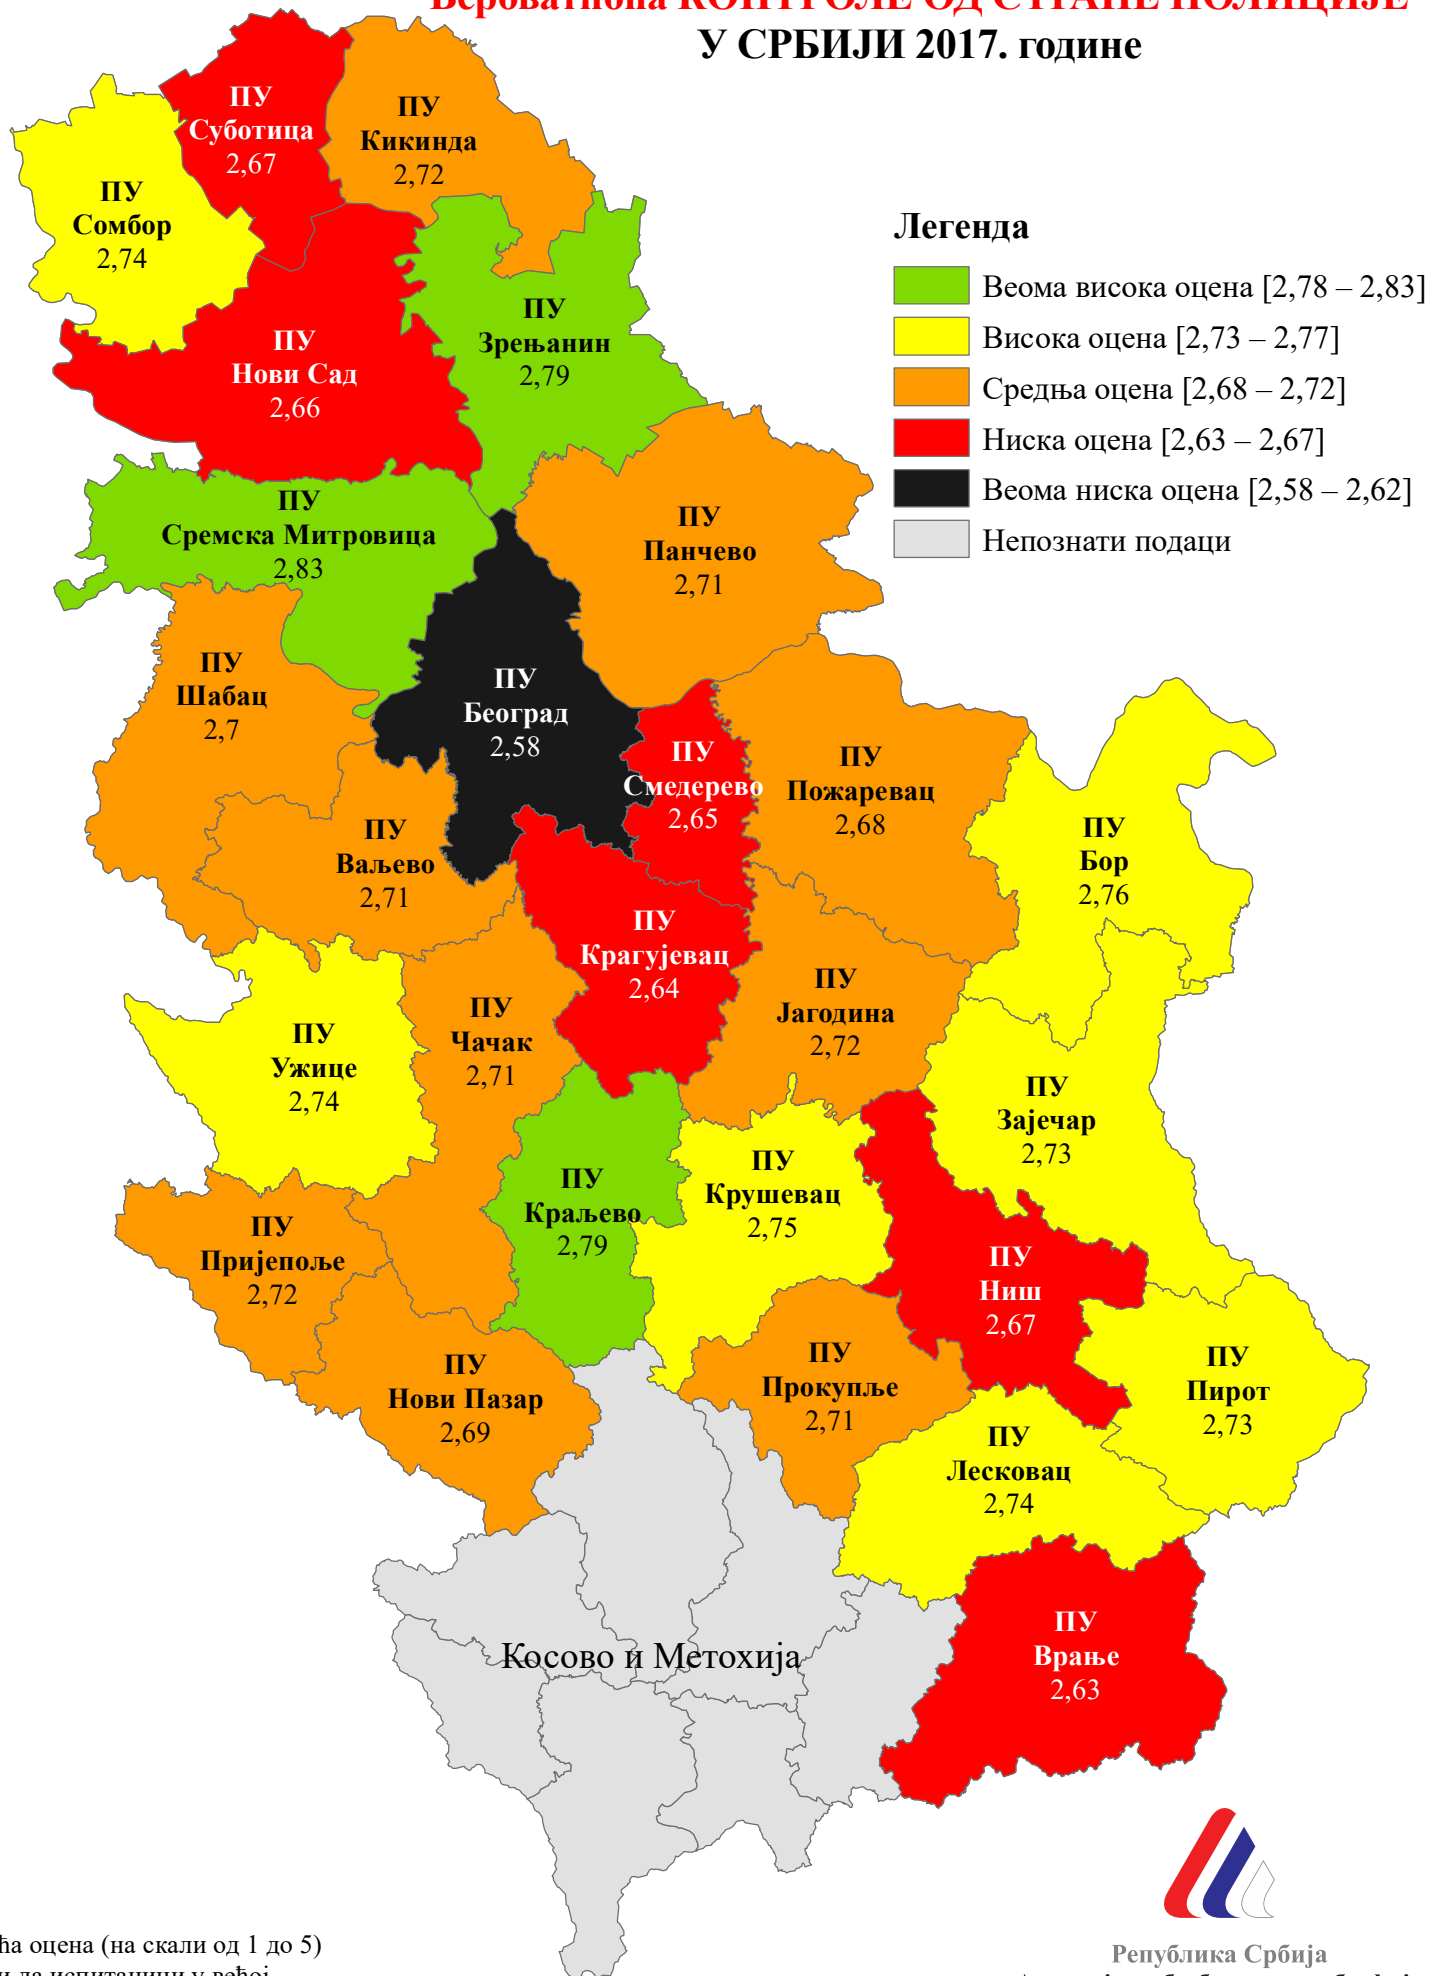 КОНТРОЛЕ ОД СТРАНЕ ПОЛИЦИЈЕ
У СРБИЈИ 2017. године
ПУ
Суботица
2,67
ПУ
Кикинда
2,72
ПУ
Сомбор
2,74
Легенда
Веома висока оцена [2,78 – 2,83]
Висока оцена [2,73 – 2,77]
Средња оцена [2,68 – 2,72]
Ниска оцена [2,63 – 2,67]
Веома ниска оцена [2,58 – 2,62]
Непознати подаци
ПУ
Зрењанин
2,79
ПУ
Нови Сад
2,66
ПУ
Сремска Митровица
2,83
ПУ
Панчево
2,71
ПУ
Шабац
2,7
ПУ
Београд
2,58
ПУ
Смедерево
2,65
ПУ
Пожаревац
2,68
ПУ
Ваљево
2,71
ПУ
Бор
2,76
ПУ
Крагујевац
2,64
ПУ
Јагодина
2,72
ПУ
Чачак
2,71
ПУ
Ужице
2,74
ПУ
Зајечар
2,73
ПУ
Краљево
2,79
ПУ
Крушевац
2,75
ПУ
Пријепоље
2,72
ПУ
Ниш
2,67
ПУ
Нови Пазар
2,69
ПУ
Прокупље
2,71
ПУ
Пирот
2,73
ПУ
Лесковац
2,74
Косово и Метохија
ПУ
Врање
2,63
оцена (на скали од 1 до 5)
да испитаници у већој
Република Србија